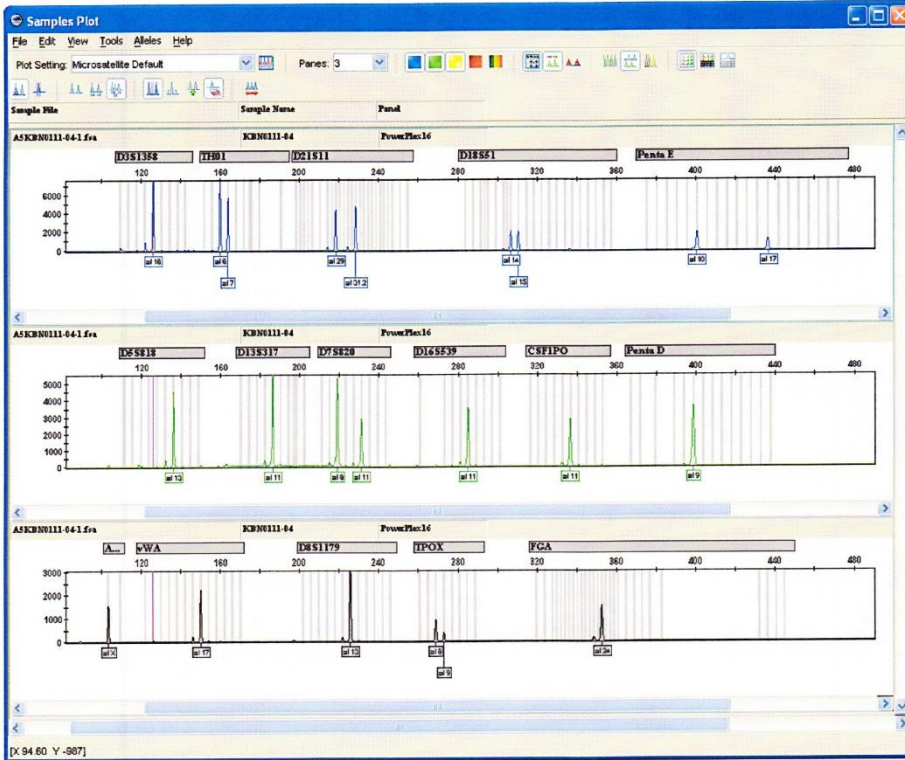 Samples Plot
File Edit View Tools Alleles Help
Plot Setting: Microsatellite Default Panes: 3
Sample File Sample Name Panel
A5KBN0111-04-1.fsa KBN0111-04 PowerPlex16
D3S1358 TH01 D21S11 D18S51 Penta E
120 200 240 280 320 360 400 440 480
6000
4000
2000
0
al 16 al 6 al 29 al 14 al 10 al 17
al 7 al 31.2 al 15
A5KBN0111-04-1.fsa KBN0111-04 PowerPlex16
D5S818 D13S317 D7S820 D16S539 CSF1PO Penta D
120 200 240 280 320 360 400 440 480
5000
4000
3000
2000
1000
0
al 13 al 11 al 8 al 11 al 11 al 11 al 9
A5KBN0111-04-1.fsa KBN0111-04 PowerPlex16
A... vWA D8S1179 TPOX FGA
120 200 240 280 320 360 400 440 480
3000
2000
1000
0
al X al 17 al 13 al 8 al 24
al 9
[X 94.60 Y -987]